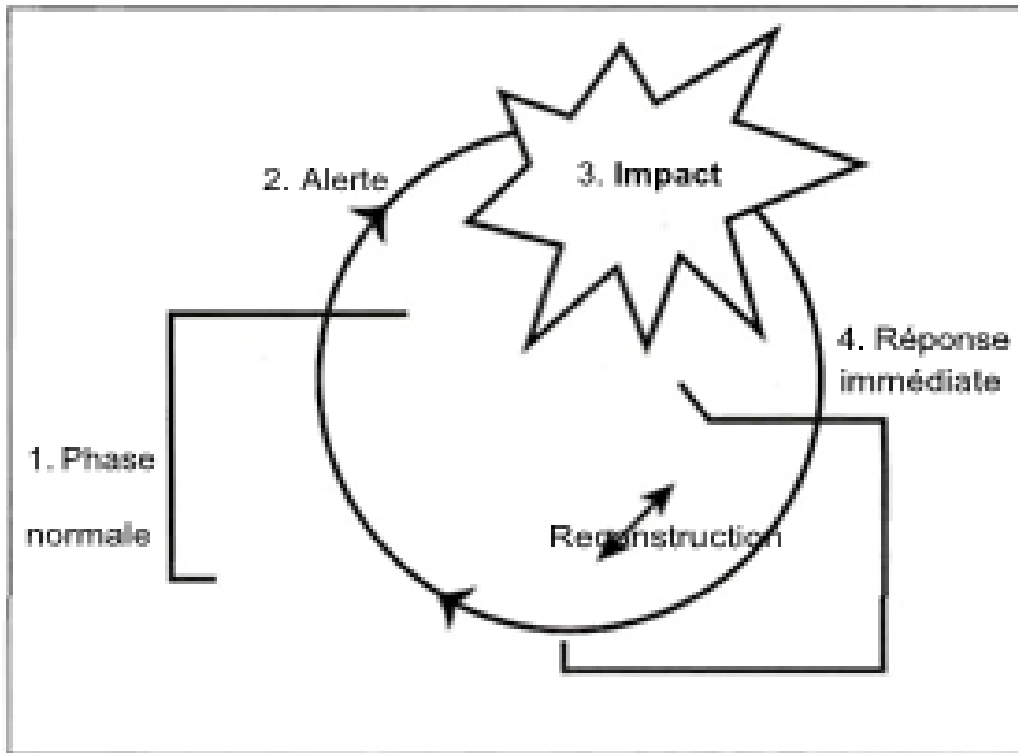 2. Alerte
3. Impact
4. Réponse
immédiate
1. Phase
normale
Reconstruction